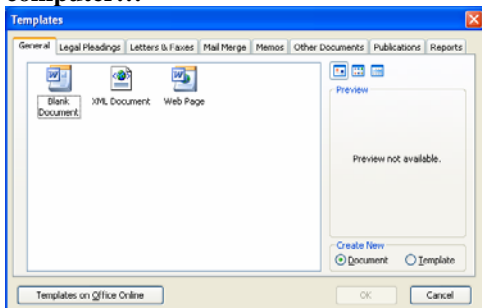 Templates
General Legal Pleadings Letters & Faxes Mail Merge Memos Other Documents Publications Reports
Blank Document XML Document Web Page
Preview
Preview not available.
Create New
Document Template
Templates on Office Online OK Cancel